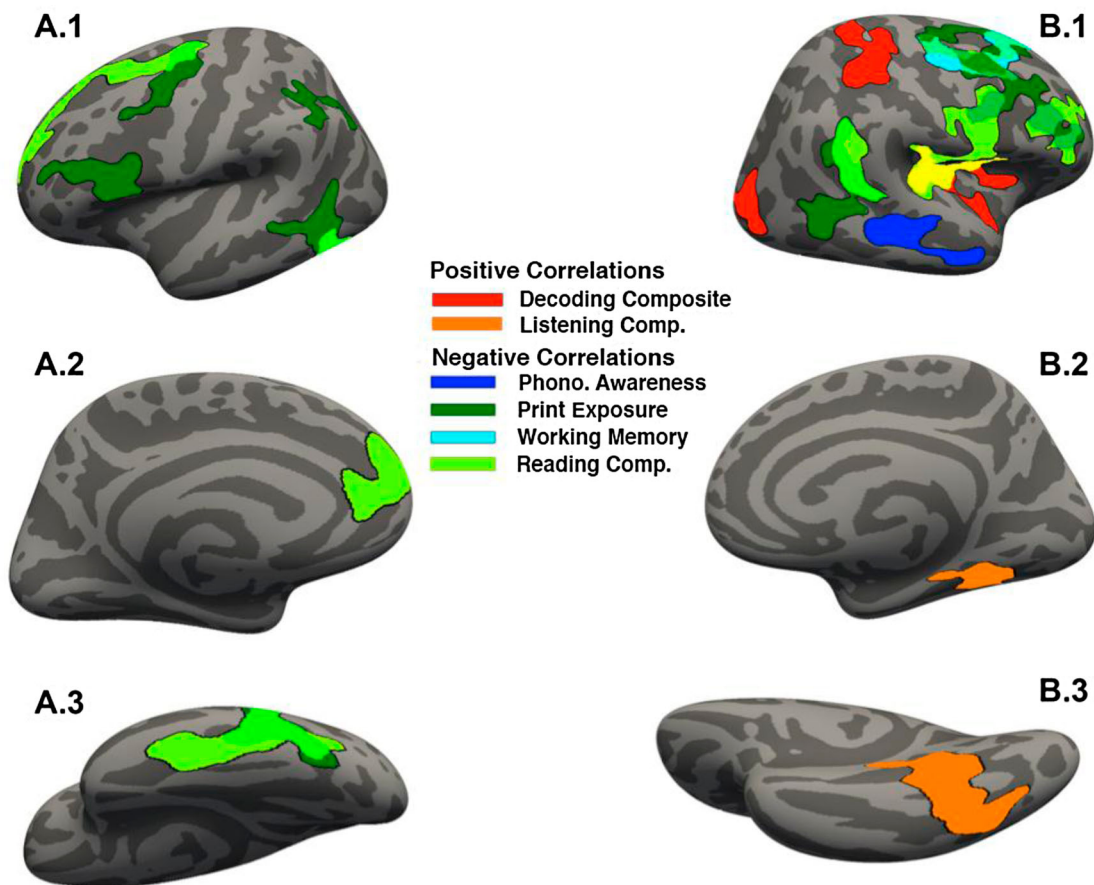 A.1
B.1
Positive Correlations
Decoding Composite
Listening Comp.
Negative Correlations
Phono. Awareness
Print Exposure
Working Memory
Reading Comp.
A.2
B.2
A.3
B.3